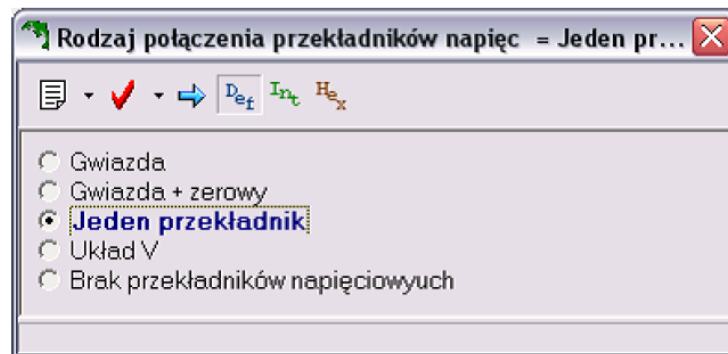 Rodzaj połączenia przekładników napięc = Jeden pr...
Def Int Hex
Gwiazda
Gwiazda + zerowy
Jeden przekładnik
Układ V
Brak przekładników napięciowyuch